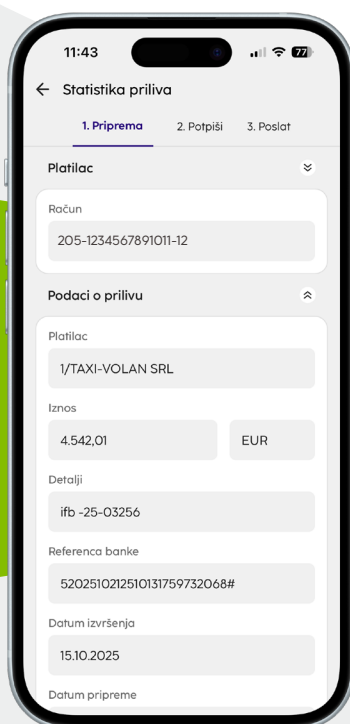 11:43
77
Statistika priliva
1. Priprema 2. Potpiši 3. Poslat
Platilac
Račun
205-1234567891011-12
Podaci o prilivu
Platilac
1/TAXI-VOLAN SRL
Iznos
4.542,01 EUR
Detalji
ifb -25-03256
Referenca banke
5202510212510131759732068#
Datum izvršenja
15.10.2025
Datum pripreme